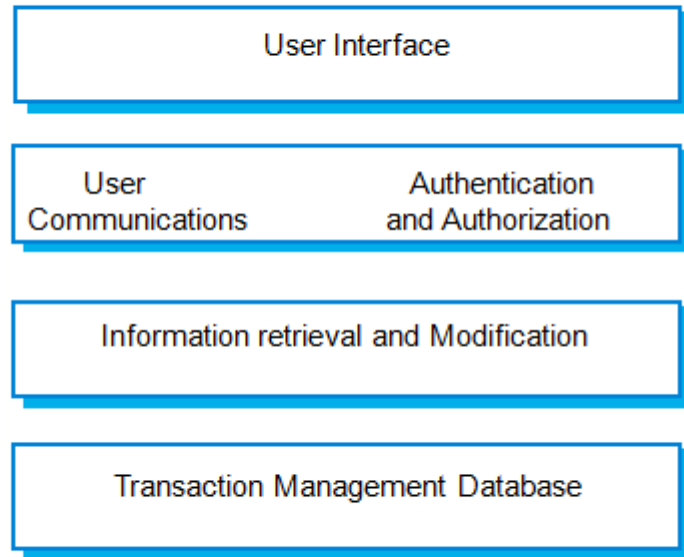 User Interface
User Authentication
Communications and Authorization
Information retrieval and Modification
Transaction Management Database